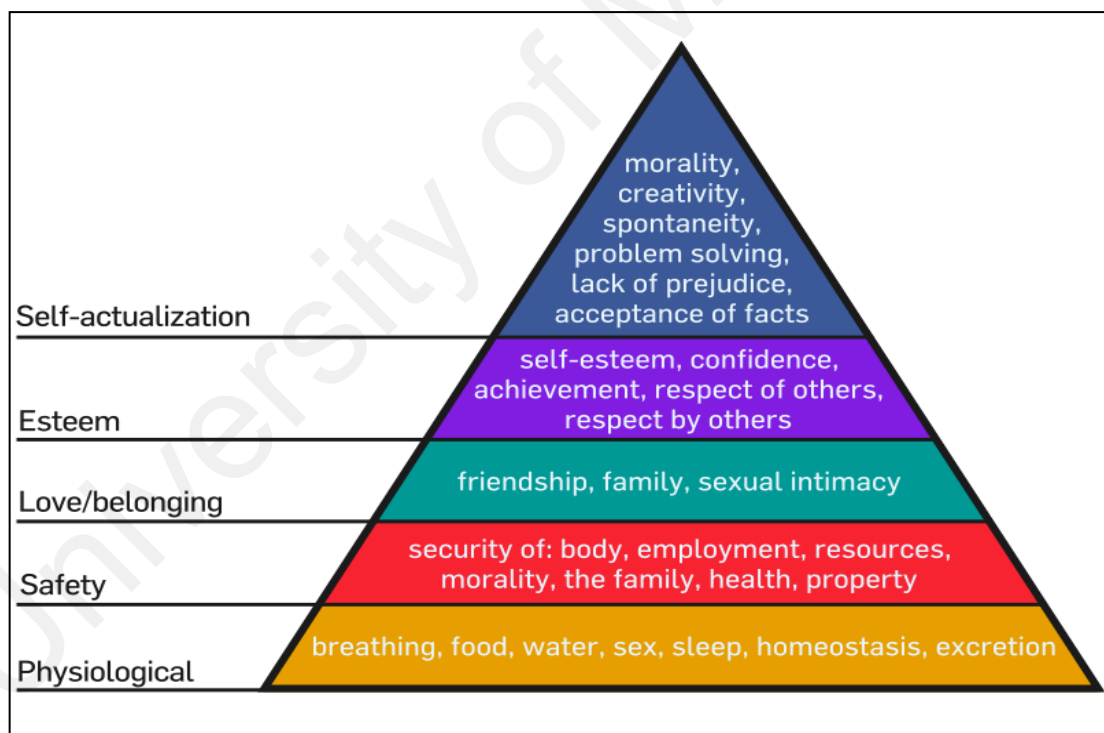 morality,
creativity,
spontaneity,
problem solving,
lack of prejudice,
acceptance of facts
Self-actualization
self-esteem, confidence,
achievement, respect of others,
respect by others
Esteem
friendship, family, sexual intimacy
Love/belonging
security of: body, employment, resources,
morality, the family, health, property
Safety
breathing, food, water, sex, sleep, homeostasis, excretion
Physiological
University of M